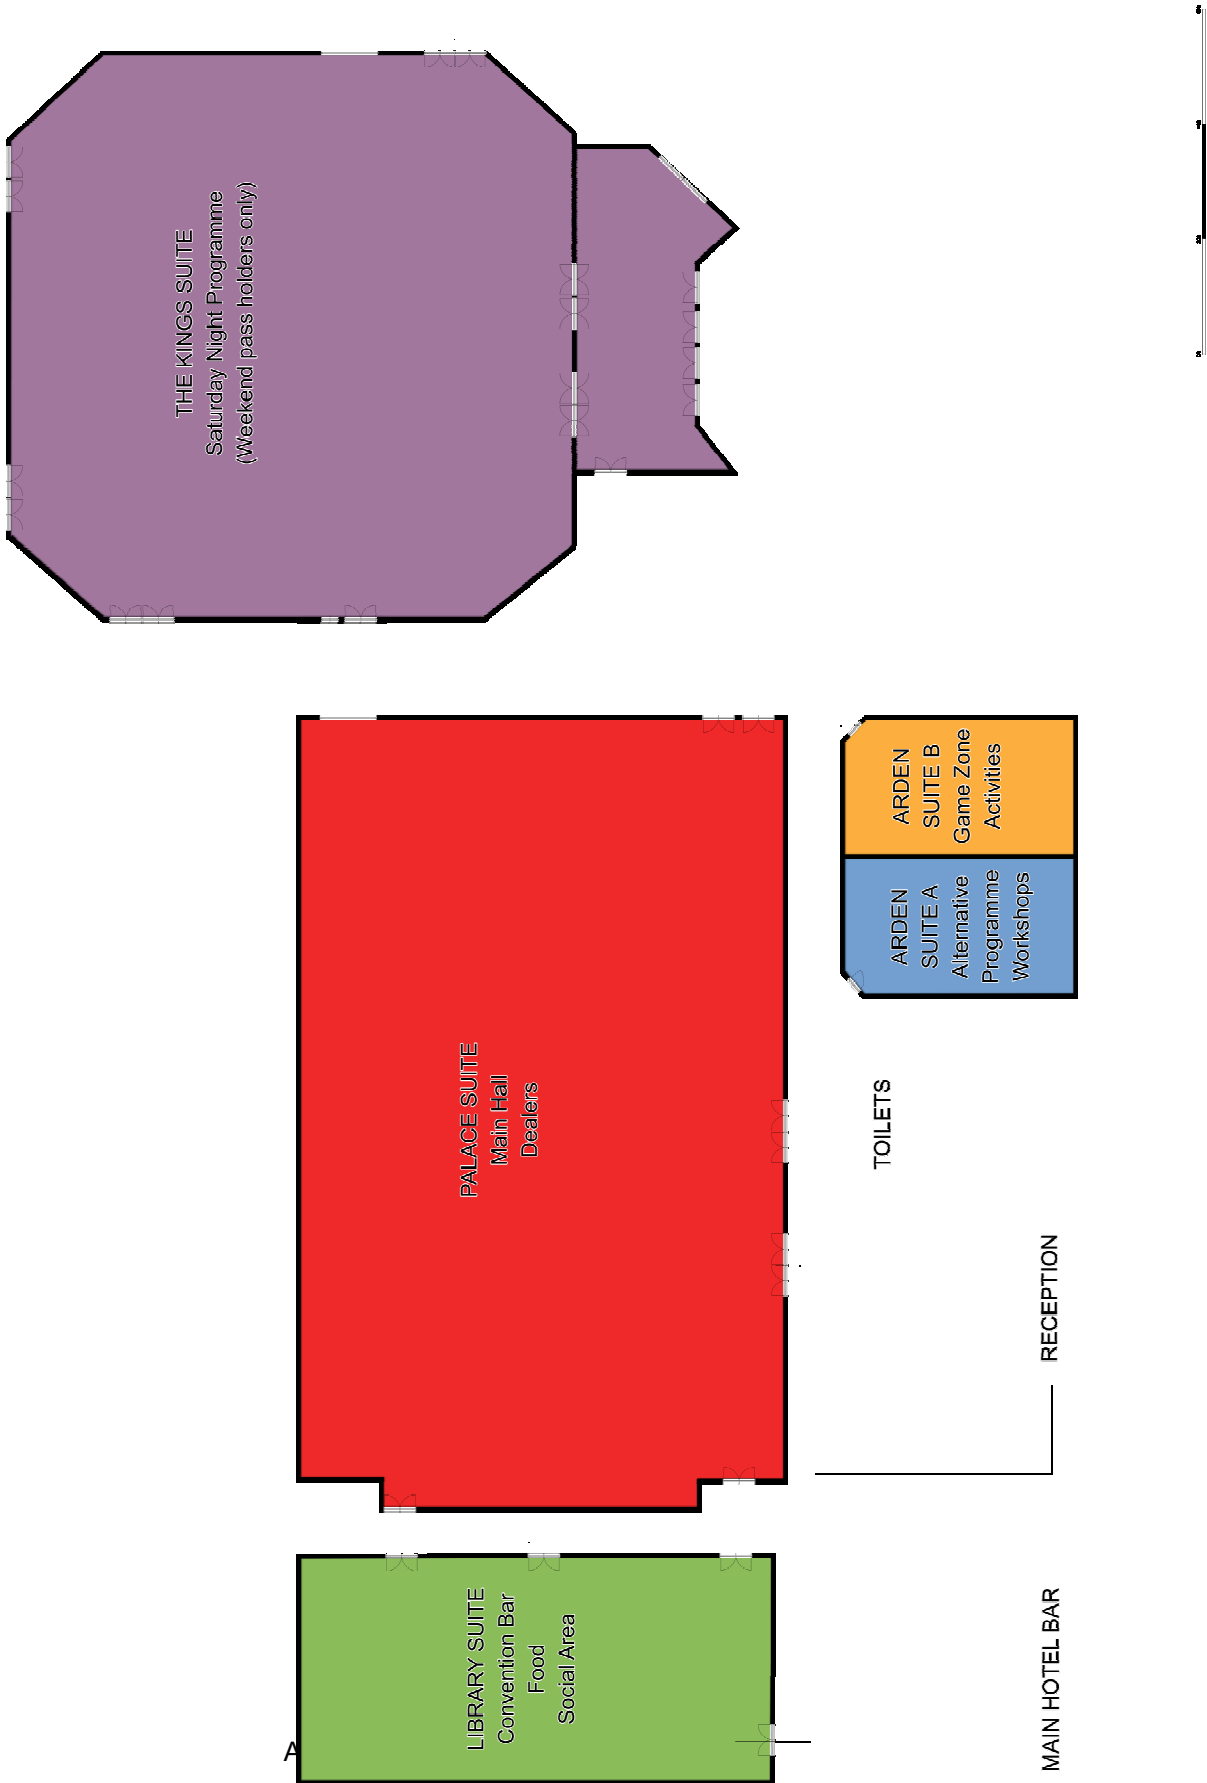 THE KINGS SUITE
Saturday Night Programme
(Weekend pass holders only)
ARDEN
SUITE B
Game Zone
Activities
ARDEN
SUITE A
Alternative
Programme
Workshops
PALACE SUITE
Main Hall
Dealers
TOILETS
RECEPTION
LIBRARY SUITE
Convention Bar
Food
Social Area
A
MAIN HOTEL BAR